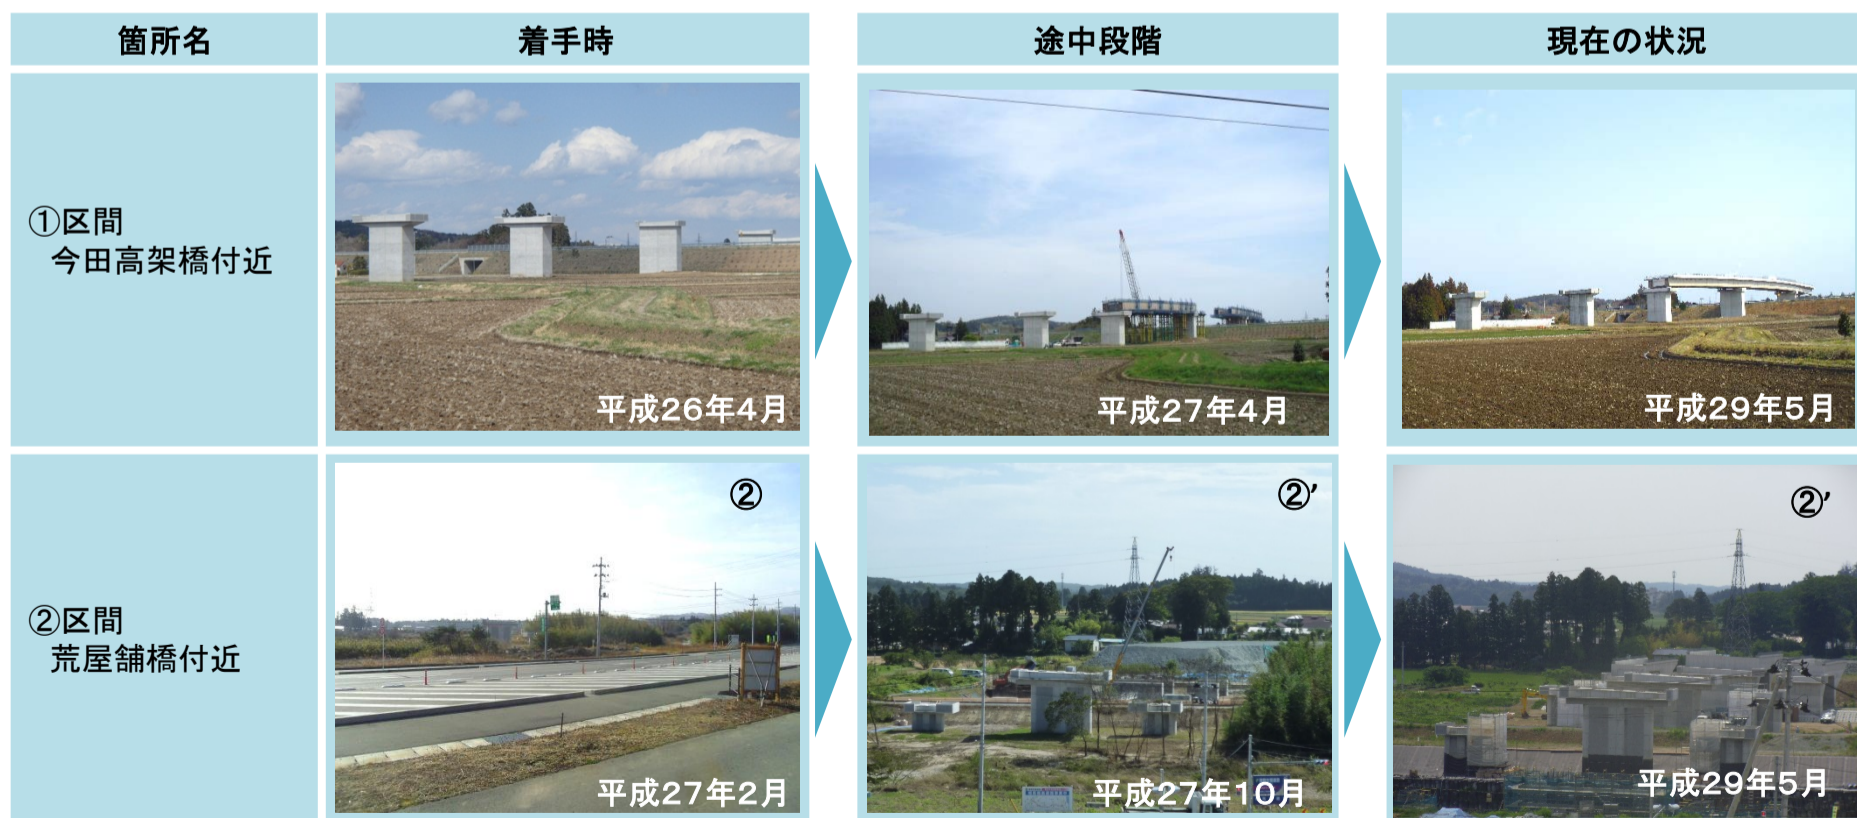 箇所名
着手時
途中段階
現在の状況
①区間
今田高架橋付近
平成26年4月
平成27年4月
平成29年5月
②区間
荒屋舗橋付近
②
平成27年2月
②’
平成27年10月
②’
平成29年5月